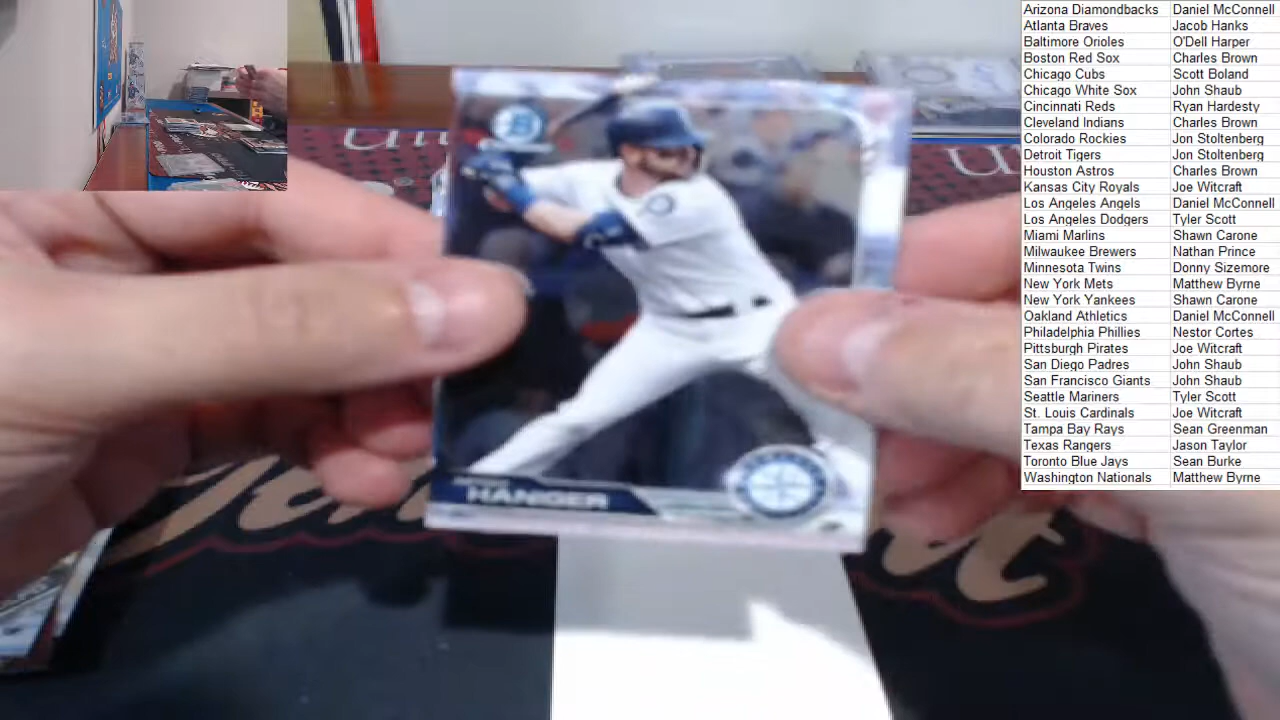 Arizona Diamondbacks Daniel McConnell
Atlanta Braves Jacob Hanks
Baltimore Orioles O'Dell Harper
Boston Red Sox Charles Brown
Chicago Cubs Scott Boland
Chicago White Sox John Shaub
Cincinnati Reds Ryan Hardesty
Cleveland Indians Charles Brown
Colorado Rockies Jon Stoltenberg
Detroit Tigers Jon Stoltenberg
Houston Astros Charles Brown
Kansas City Royals Joe Witcraft
Los Angeles Angels Daniel McConnell
Los Angeles Dodgers Tyler Scott
Miami Marlins Shawn Carone
Milwaukee Brewers Nathan Prince
Minnesota Twins Donny Sizemore
New York Mets Matthew Byrne
New York Yankees Shawn Carone
Oakland Athletics Daniel McConnell
Philadelphia Phillies Nestor Cortes
Pittsburgh Pirates Joe Witcraft
San Diego Padres John Shaub
San Francisco Giants John Shaub
Seattle Mariners Tyler Scott
St. Louis Cardinals Joe Witcraft
Tampa Bay Rays Sean Greenman
Texas Rangers Jason Taylor
Toronto Blue Jays Sean Burke
Washington Nationals Matthew Byrne
B
HANIGER